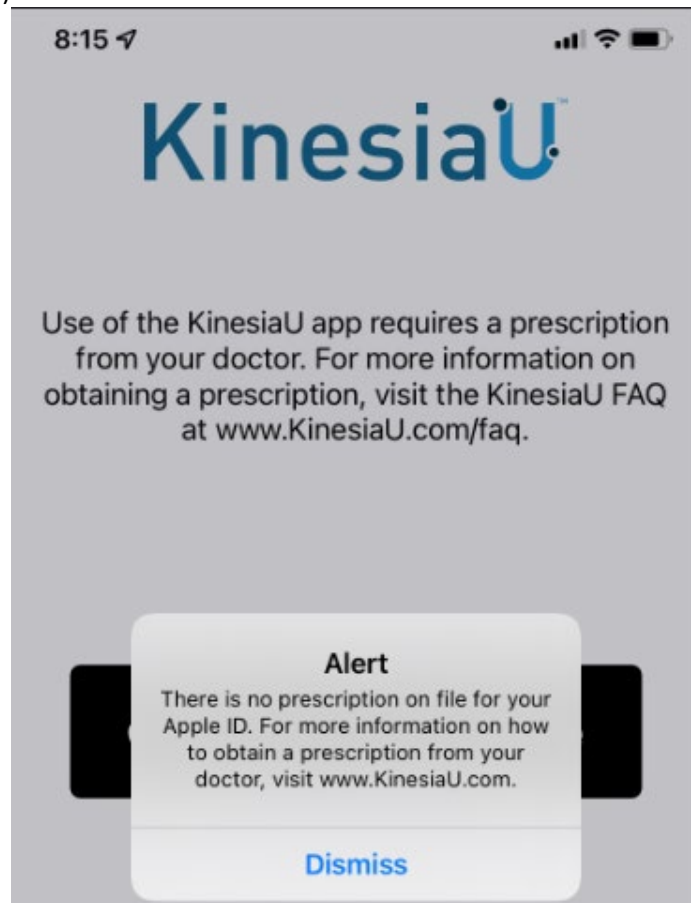 8:15
KinesiaU™
Use of the KinesiaU app requires a prescription
from your doctor. For more information on
obtaining a prescription, visit the KinesiaU FAQ
at www.KinesiaU.com/faq.
Alert
There is no prescription on file for your
Apple ID. For more information on how
to obtain a prescription from your
doctor, visit www.KinesiaU.com.
Dismiss